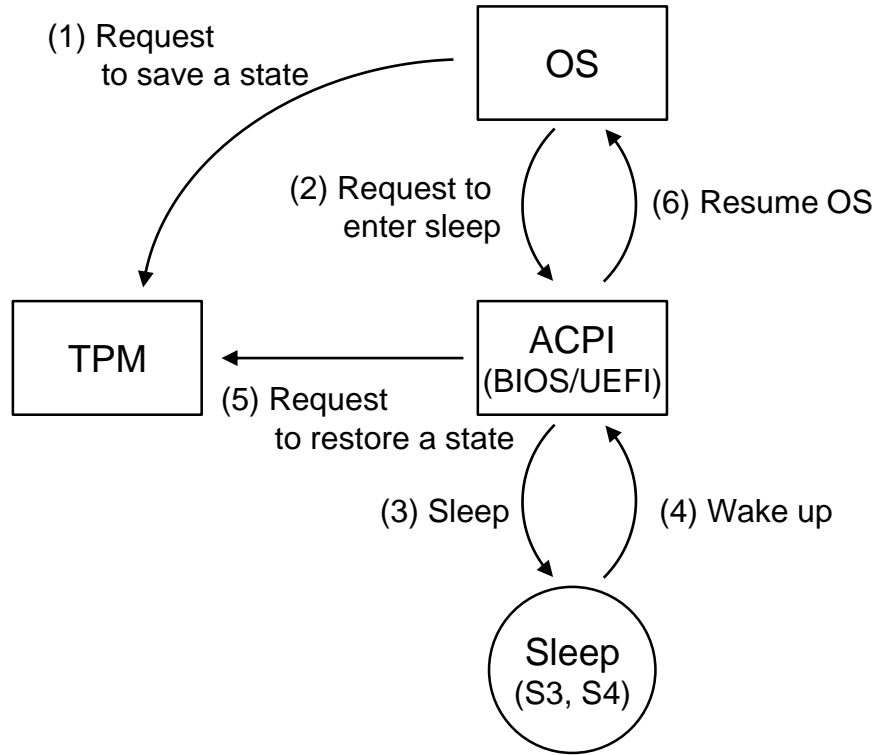 (1) Request
to save a state
OS
(2) Request to
enter sleep
(6) Resume OS
TPM
ACPI
(BIOS/UEFI)
(5) Request
to restore a state
(3) Sleep
(4) Wake up
Sleep
(S3, S4)